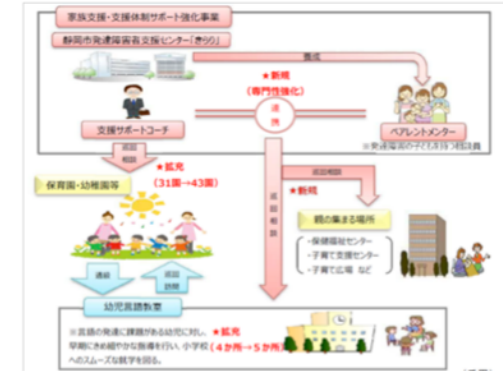 家族支援・支援体制サポート強化事業
静岡市発達障害者支援センター「きらり」
養成
★新規
(専門性強化)
連携
支援サポートコーチ
ペアレントメンター
※発達障害の子どもを持つ相談員
巡回相談
★拡充
(31園→43園)
保育園・幼稚園等
巡回相談
★新規
巡回相談
親の集まる場所
・保健福祉センター
・子育て支援センター
・子育て広場 など
通級
巡回訪問
幼児言語教室
※言語の発達に課題がある幼児に対し、
早期にきめ細やかな指導を行い、小学校
へのスムーズな就学を図る。
★拡充
(4か所→5か所)